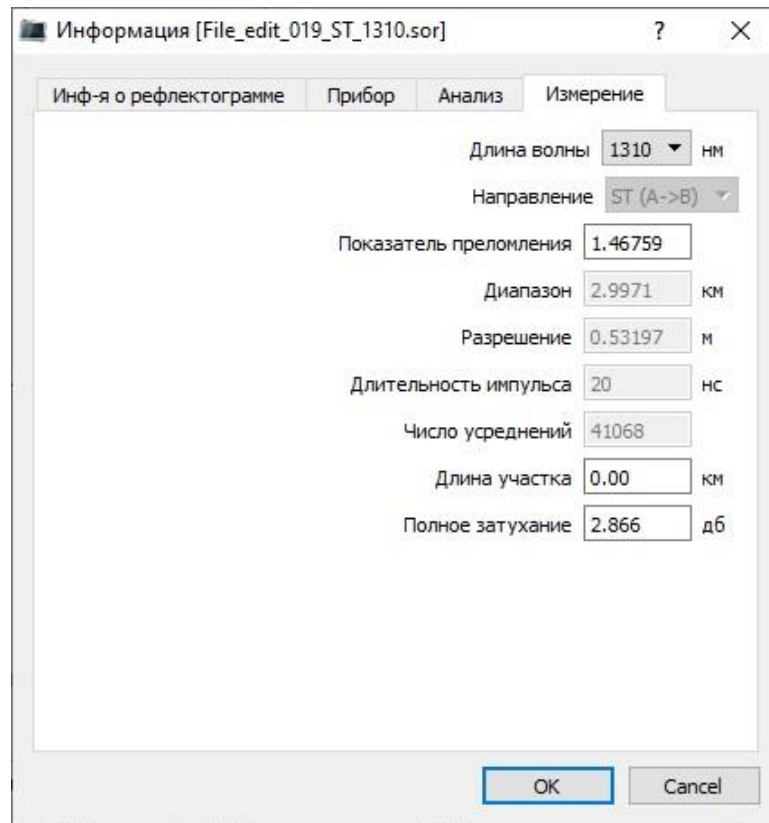 Информация [File_edit_019_ST_1310.sor] ? X
Инф-я о рефлектограмме Прибор Анализ Измерение
Длина волны 1310 нм
Направление ST (A->B)
Показатель преломления 1.46759
Диапазон 2.9971 км
Разрешение 0.53197 м
Длительность импульса 20 нс
Число усреднений 41068
Длина участка 0.00 км
Полное затухание 2.866 дб
OK Cancel